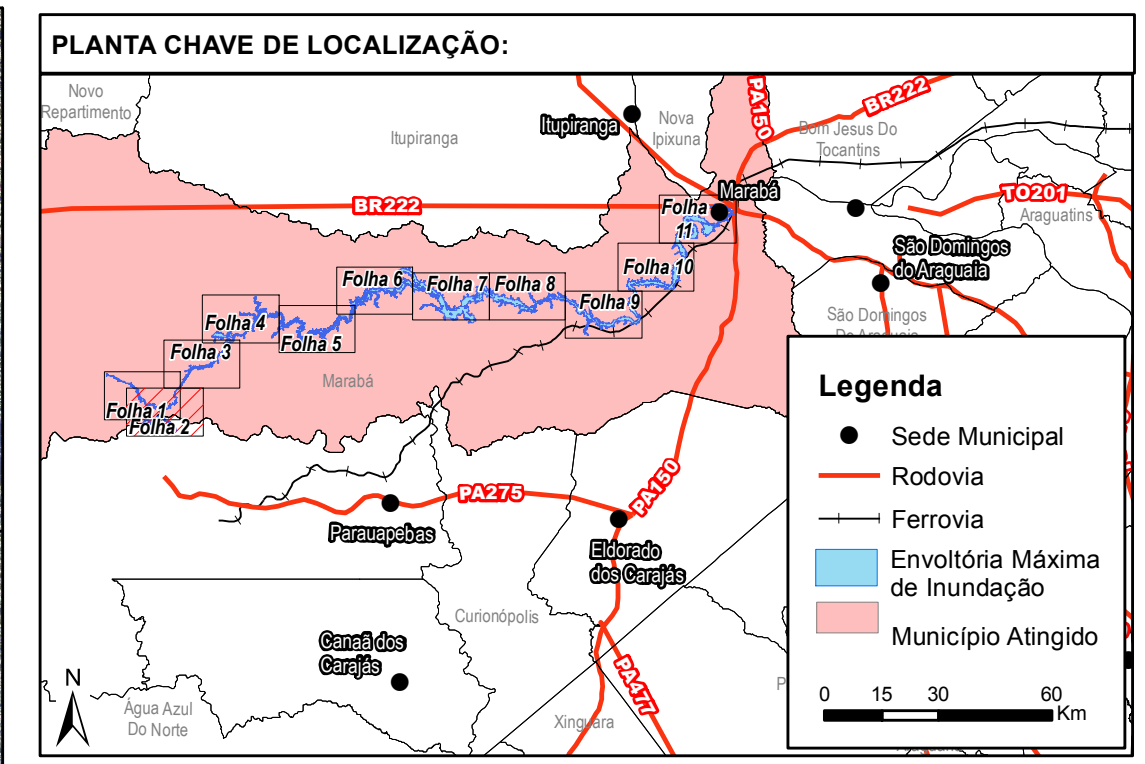 PLANTA CHAVE DE LOCALIZAÇÃO:
Novo
Repartimento
Itupiranga
Itupiranga
Nova
Ipixuna
PA150
BR222
Bom Jesus Do
Tocantins
BR222
Marabá
TO201
Araguatins
São Domingos
do Araguaia
São Domingos
Do Araguaia
Folha
11
Folha 10
Folha 9
Folha 8
Folha 7
Folha 6
Folha 5
Folha 4
Folha 3
Folha 1
Folha 2
Marabá
PA275
PA150
Parauapebas
Eldorado
dos Carajás
Curionópolis
Canaã dos
Carajás
PA477
Água Azul
Do Norte
Xinguara
N
Legenda
Sede Municipal
Rodovia
Ferrovia
Envoltória Máxima
de Inundação
Município Atingido
0 15 30 60
Km